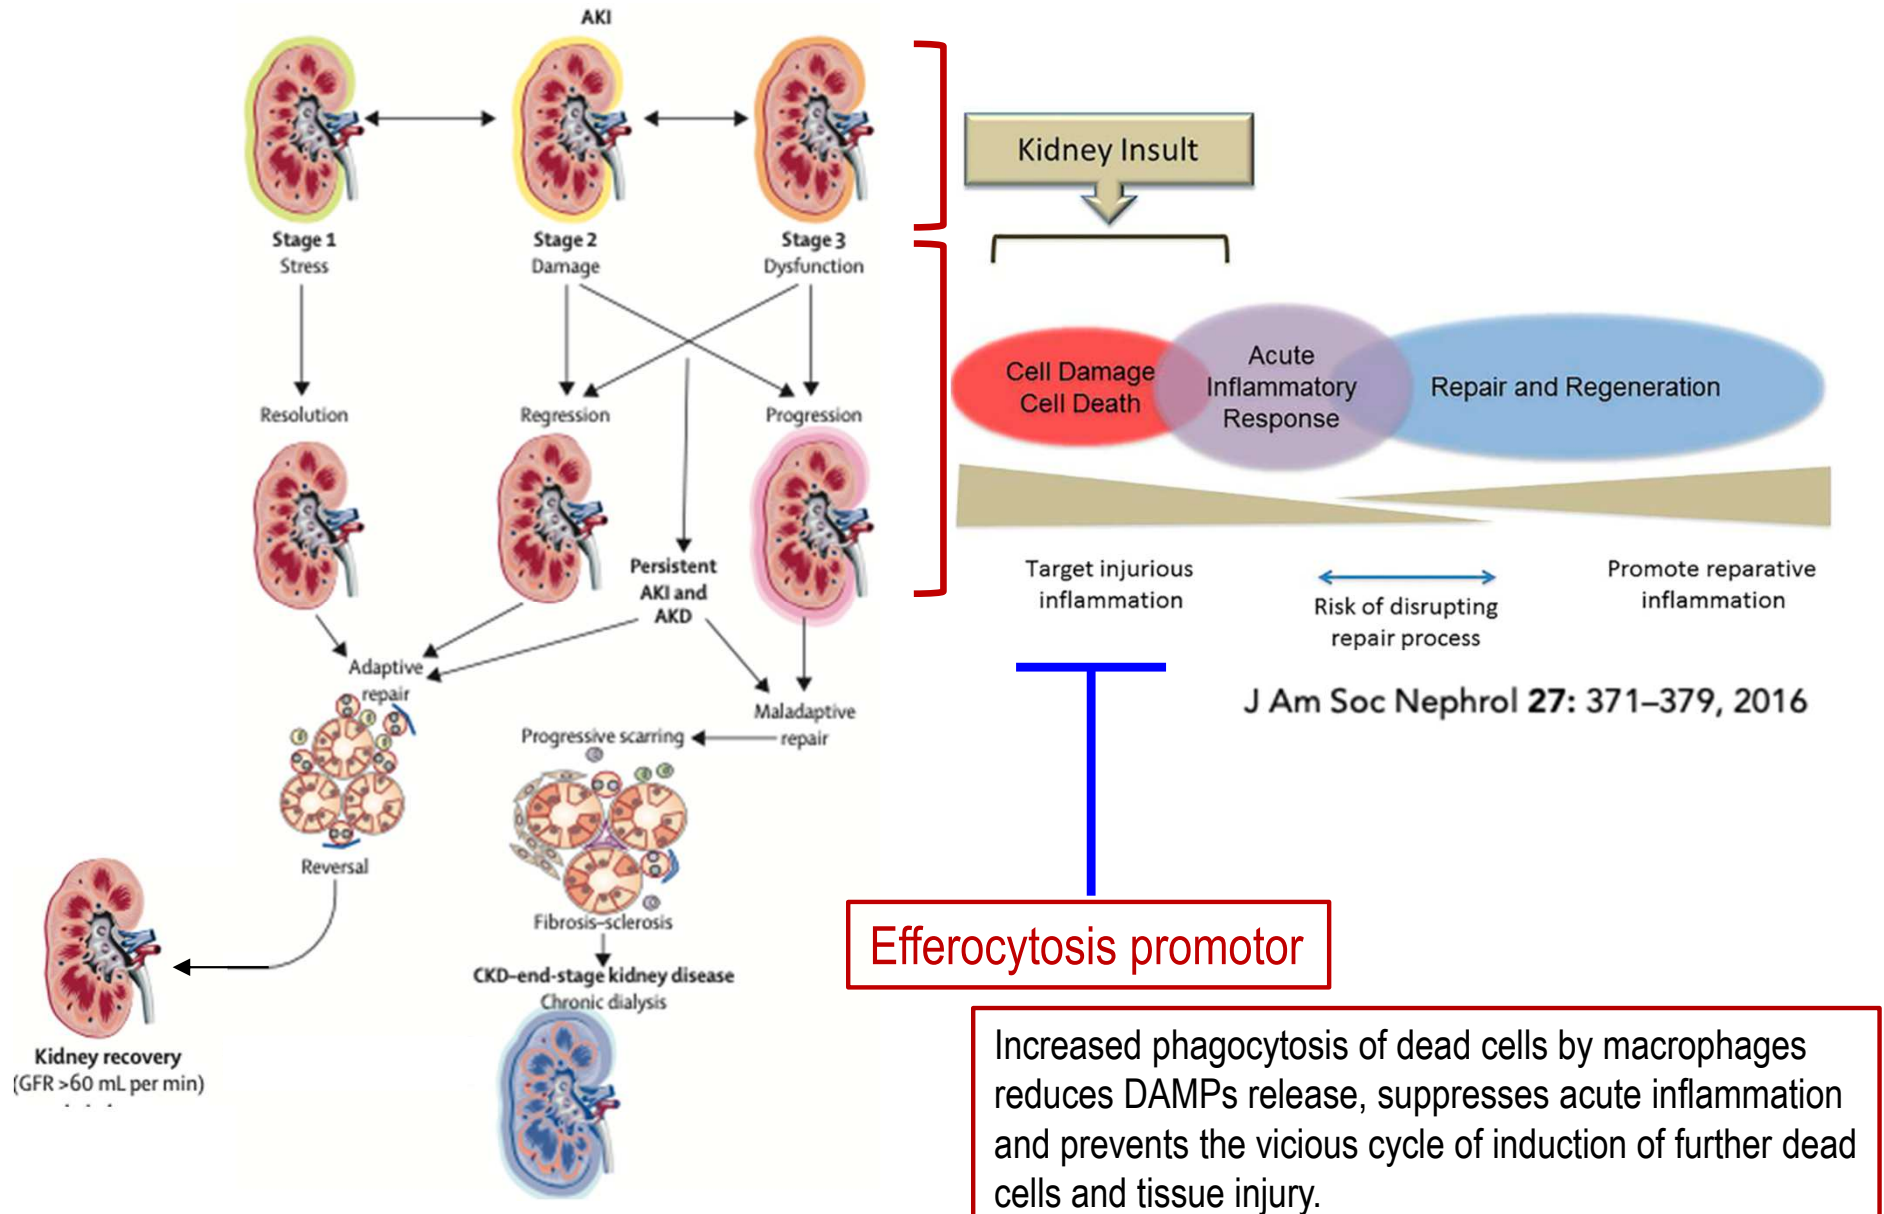 AKI
Stage 1
Stress
Stage 2
Damage
Stage 3
Dysfunction
Resolution
Regression
Progression
Persistent
AKI and
AKD
Adaptive
repair
Maladaptive
repair
Progressive scarring
Reversal
Fibrosis–sclerosis
CKD–end-stage kidney disease
Chronic dialysis
Kidney recovery
(GFR >60 mL per min)
Kidney Insult
Cell Damage
Cell Death
Acute
Inflammatory
Response
Repair and Regeneration
Target injurious
inflammation
Risk of disrupting
repair process
Promote reparative
inflammation
J Am Soc Nephrol 27: 371–379, 2016
Efferocytosis promotor
Increased phagocytosis of dead cells by macrophages
reduces DAMPs release, suppresses acute inflammation
and prevents the vicious cycle of induction of further dead
cells and tissue injury.